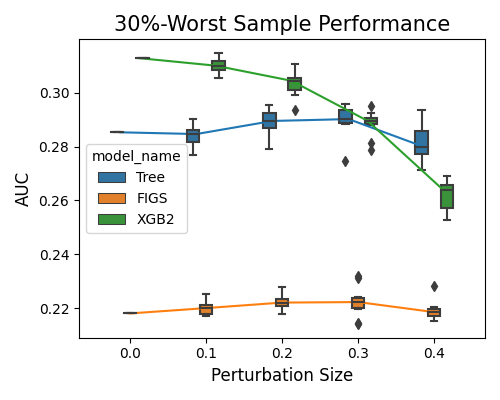 30%-Worst Sample Performance
AUC
0.30
0.28
0.26
0.24
0.22
model_name
Tree
FIGS
XGB2
0.0 0.1 0.2 0.3 0.4
Perturbation Size